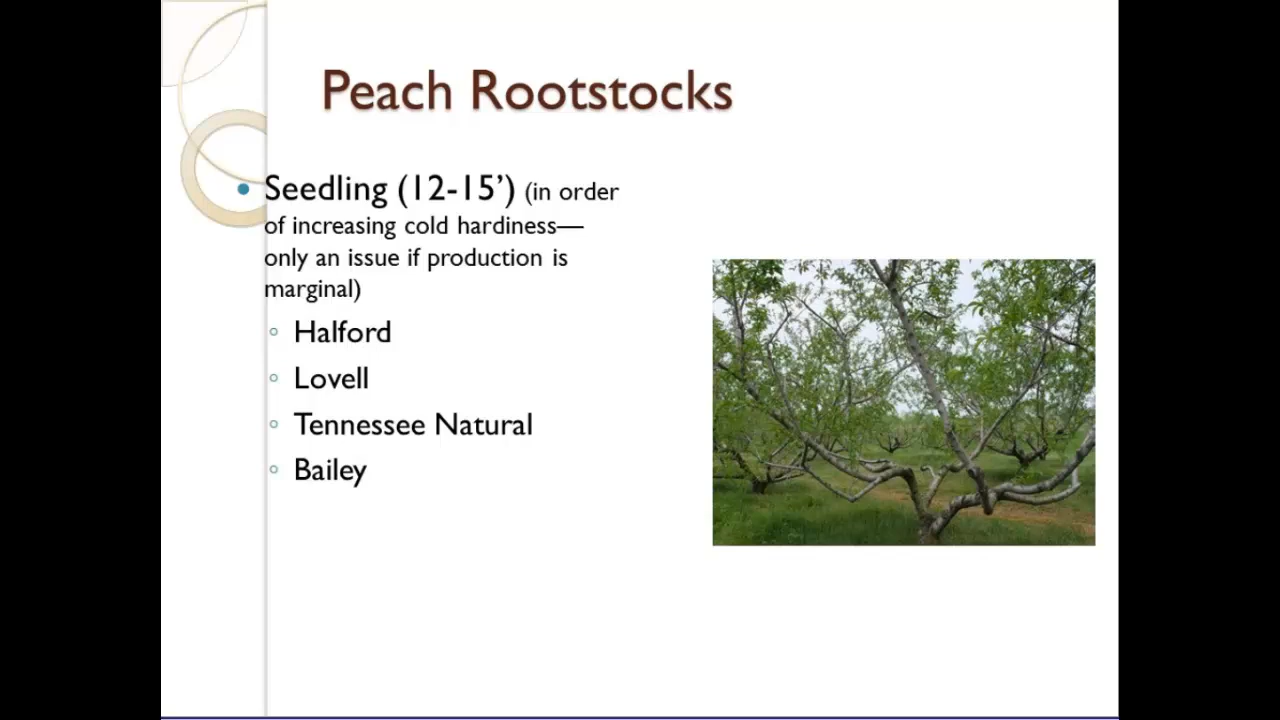 Peach Rootstocks
Seedling (12-15’) (in order
of increasing cold hardiness—
only an issue if production is
marginal)
Halford
Lovell
Tennessee Natural
Bailey